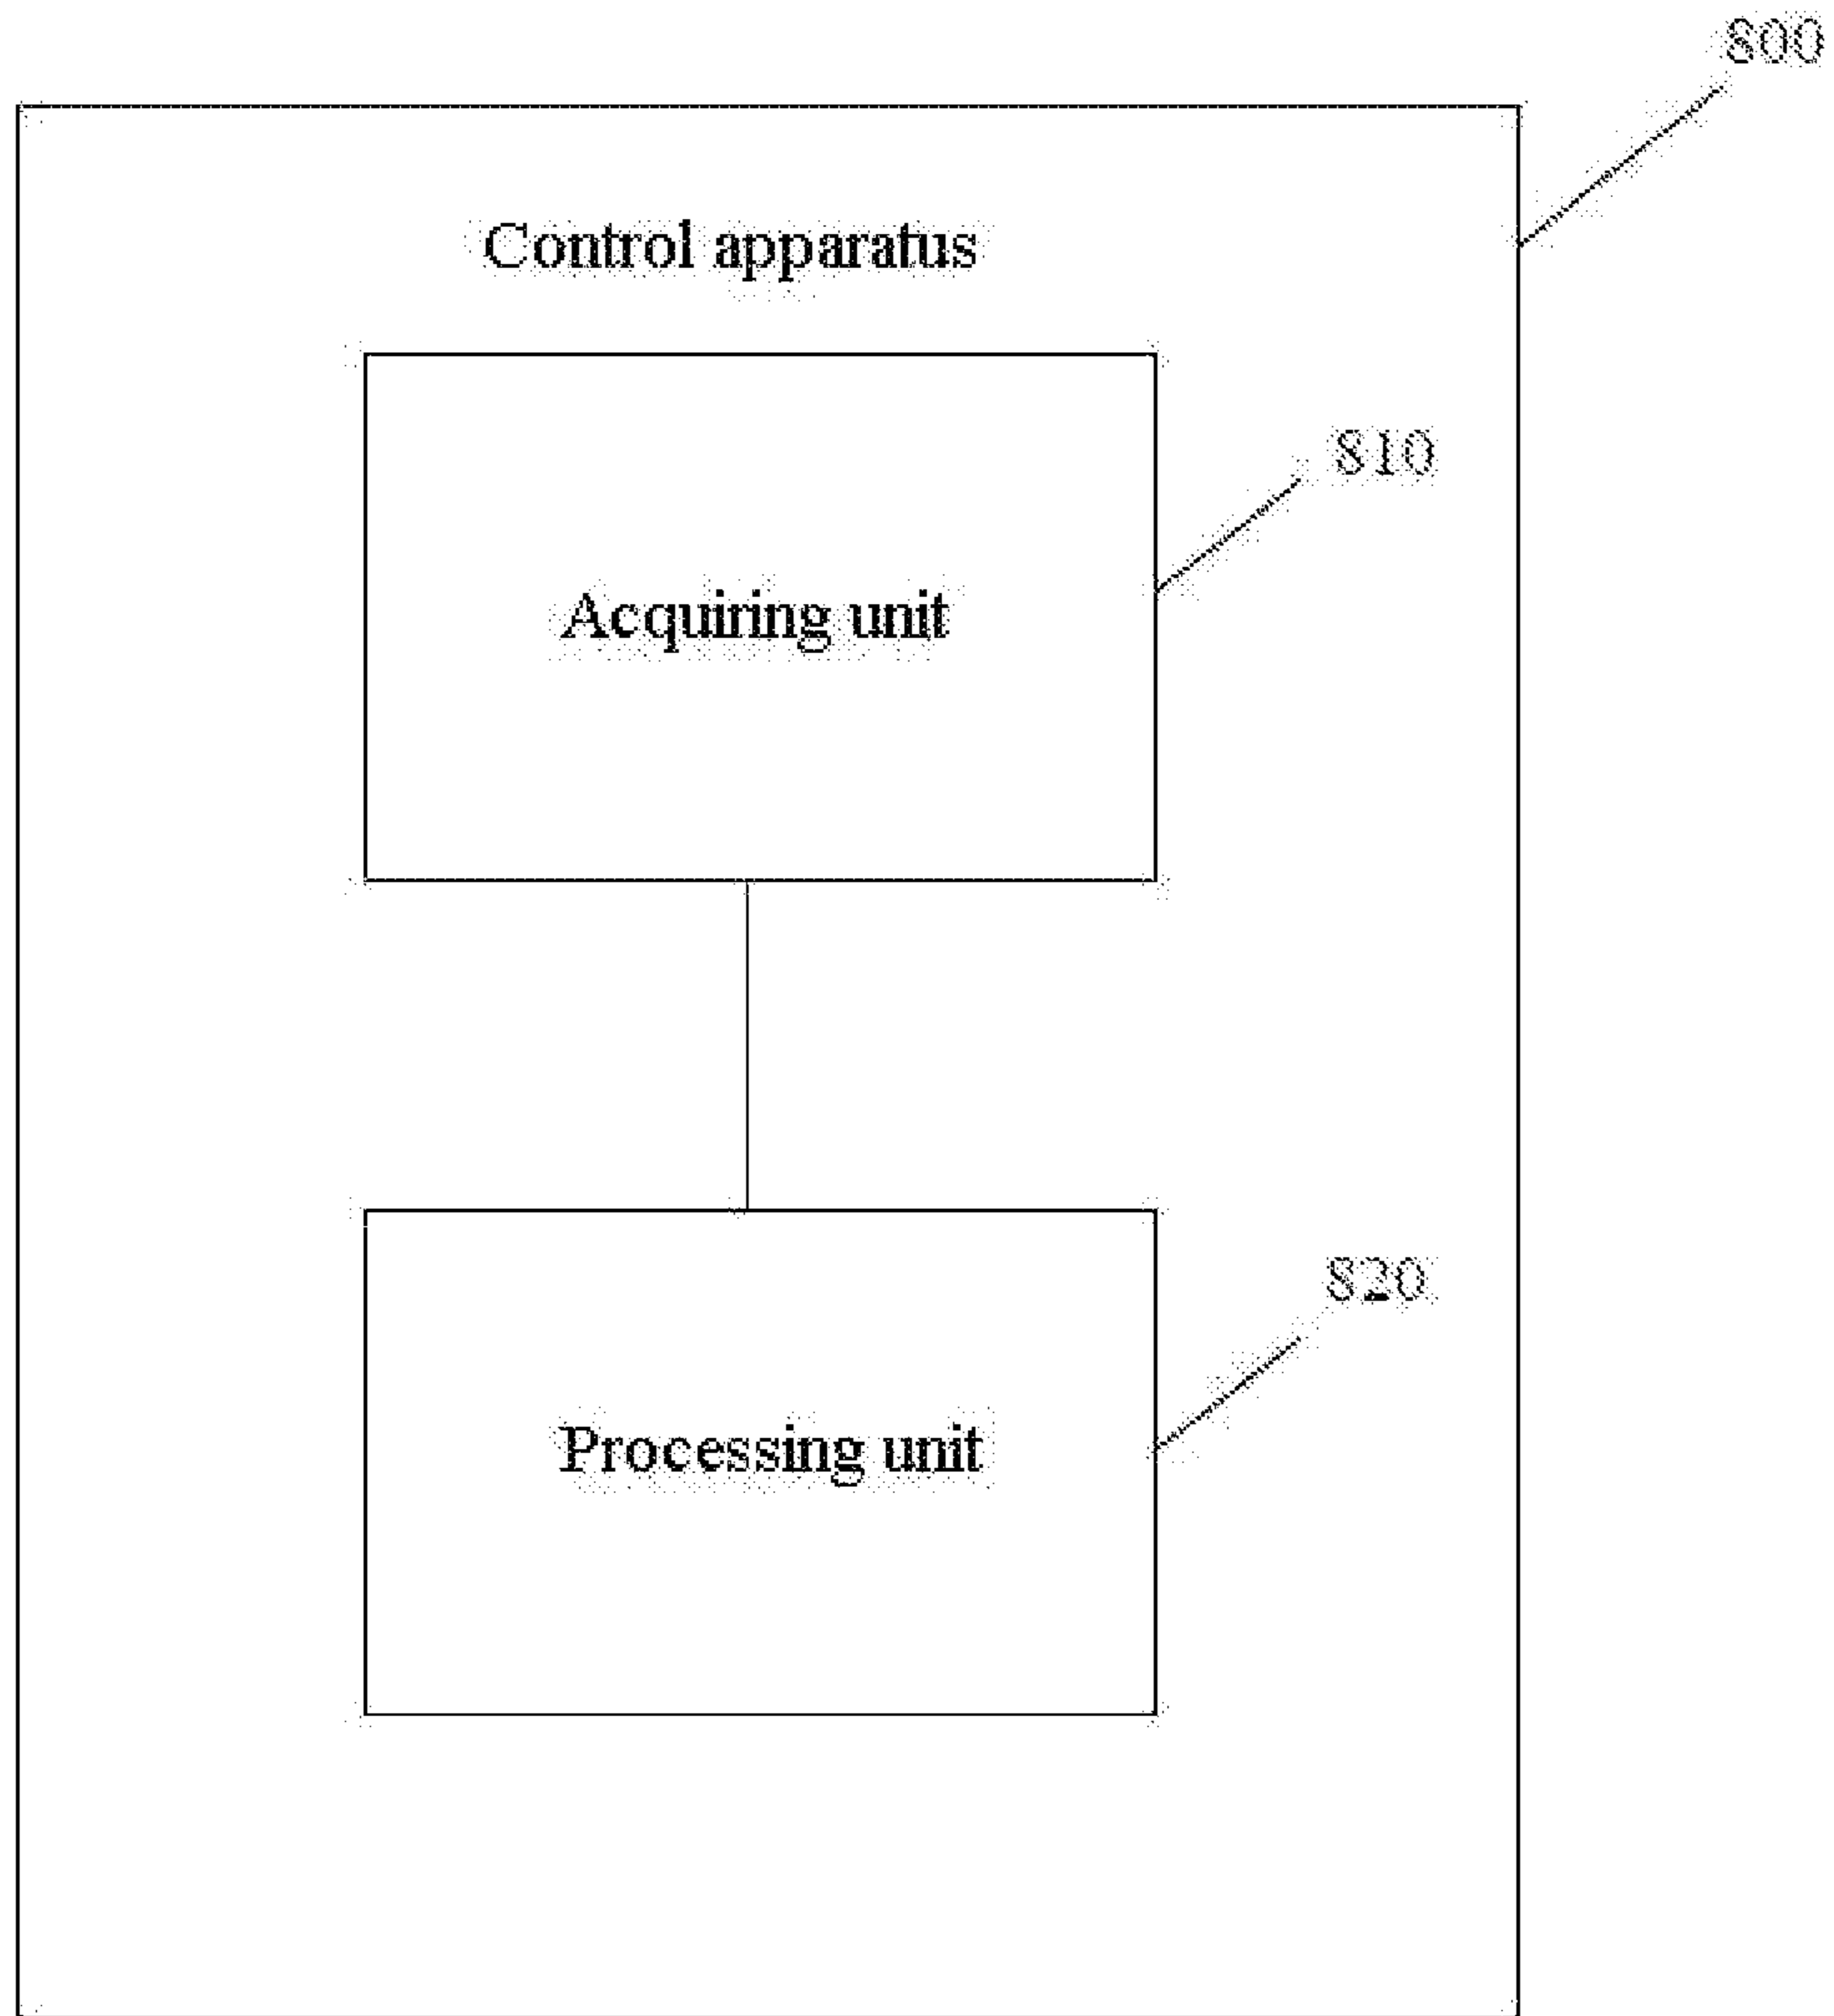 800
Control apparatus
810
Acquiring unit
820
Processing unit